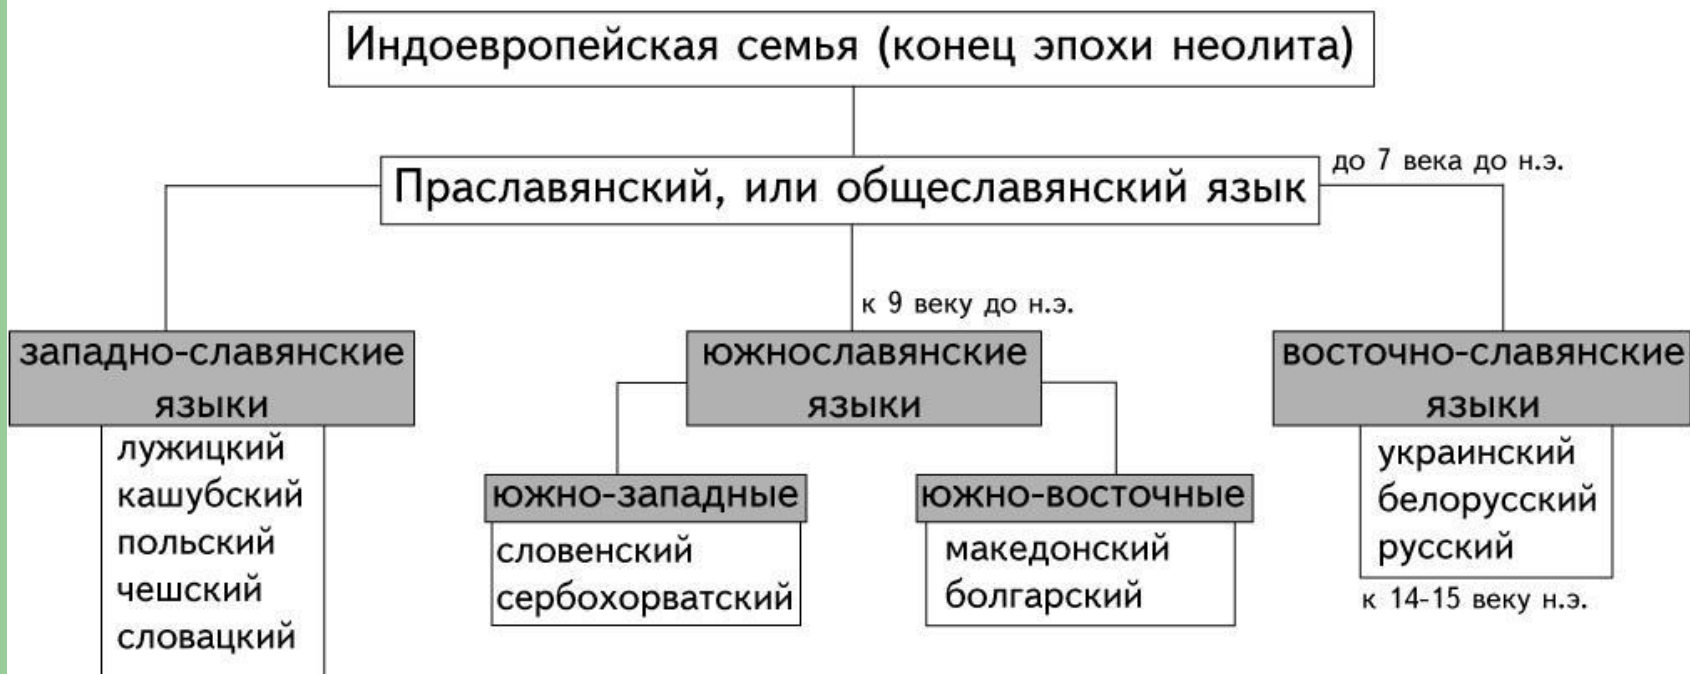 Индоевропейская семья (конец эпохи неолита)
Праславянский, или общеславянский язык
до 7 века до н.э.
к 9 веку до н.э.
западно-славянские
языки
лужицкий
кашубский
польский
чешский
словацкий
южнославянские
языки
южно-западные
словенский
сербохорватский
южно-восточные
македонский
болгарский
восточно-славянские
языки
украинский
белорусский
русский
к 14-15 веку н.э.